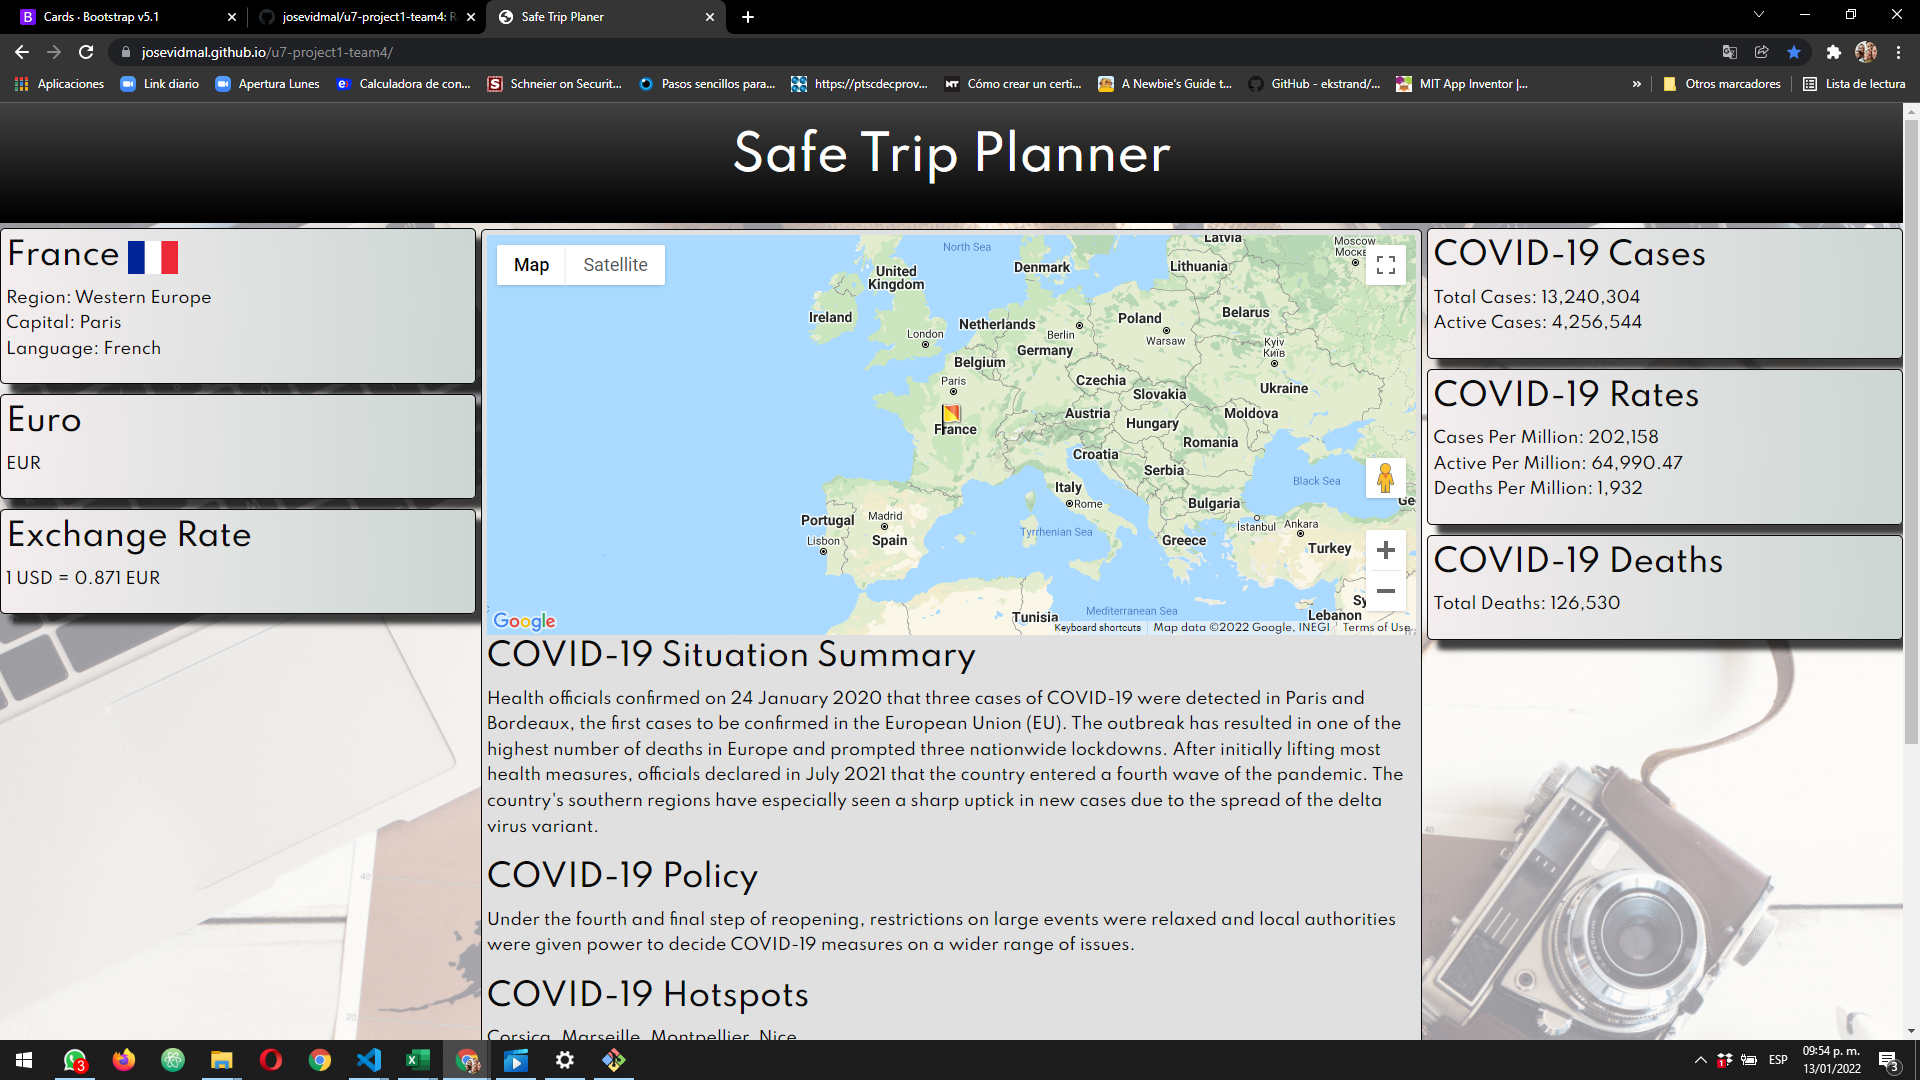 Cards · Bootstrap v5.1
josevidmal/u7-project1-team4: R
Safe Trip Planer
josevidmal.github.io/u7-project1-team4/
Aplicaciones
Link diario
Apertura Lunes
Calculadora de con...
Schneier on Securit...
Pasos sencillos para...
https://ptscdecprov...
Cómo crear un certi...
A Newbie's Guide t...
GitHub - ekstrand/...
MIT App Inventor |...
»
Otros marcadores
Lista de lectura
Safe Trip Planner
France
Region: Western Europe
Capital: Paris
Language: French
Euro
EUR
Exchange Rate
1 USD = 0.871 EUR
Map
Satellite
North Sea
Latvia
Moscow
Denmark
Lithuania
United
Kingdom
Ireland
London
Netherlands
Berlin
Poland
Warsaw
Belarus
Germany
Belgium
Kyiv
Київ
Paris
Czechia
Ukraine
Slovakia
Austria
Moldova
France
Hungary
Romania
Croatia
Serbia
Italy
Black Sea
Rome
Bulgaria
Ge
Portugal
Madrid
İstanbul
Ankara
Lisbon
Spain
Tyrrhenian Sea
Greece
Turkey
Sy
Tunisia
Mediterranean Sea
Lebanon
Google
Keyboard shortcuts
Map data ©2022 Google, INEGI
Terms of Use
COVID-19 Situation Summary
Health officials confirmed on 24 January 2020 that three cases of COVID-19 were detected in Paris and
Bordeaux, the first cases to be confirmed in the European Union (EU). The outbreak has resulted in one of the
highest number of deaths in Europe and prompted three nationwide lockdowns. After initially lifting most
health measures, officials declared in July 2021 that the country entered a fourth wave of the pandemic. The
country's southern regions have especially seen a sharp uptick in new cases due to the spread of the delta
virus variant.
COVID-19 Policy
Under the fourth and final step of reopening, restrictions on large events were relaxed and local authorities
were given power to decide COVID-19 measures on a wider range of issues.
COVID-19 Hotspots
Corsica, Marseille, Montpellier, Nice
COVID-19 Cases
Total Cases: 13,240,304
Active Cases: 4,256,544
COVID-19 Rates
Cases Per Million: 202,158
Active Per Million: 64,990.47
Deaths Per Million: 1,932
COVID-19 Deaths
Total Deaths: 126,530
40
20
40
3
1
ESP
09:54 p. m.
13/01/2022
3